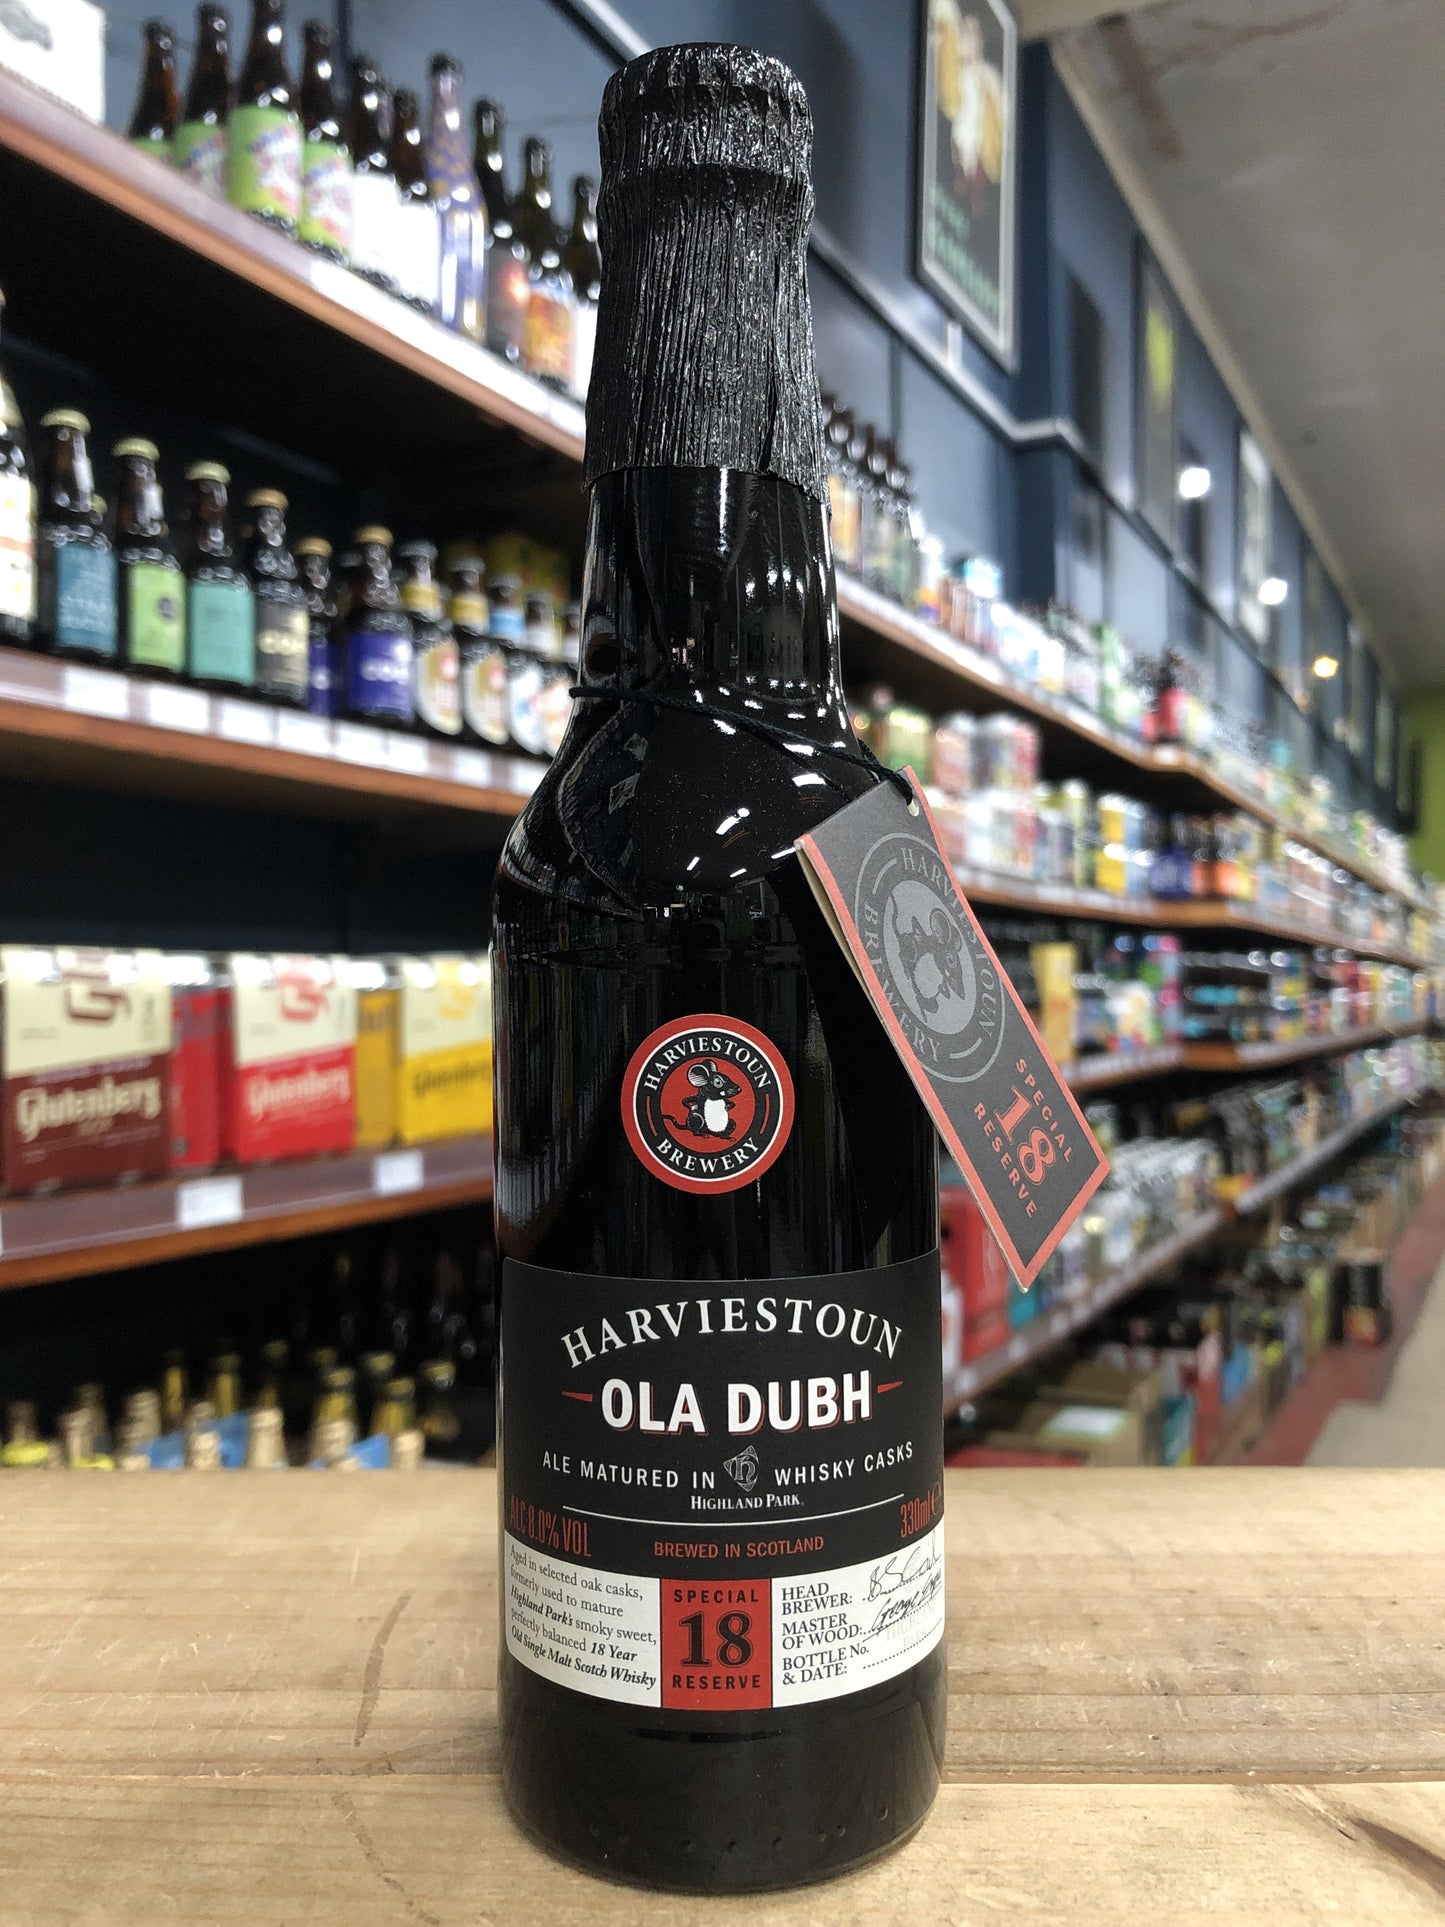 HARVIESTOUN
BREWERY
SPECIAL
18
RESERVE
HARVIESTOUN
BREWERY
HARVIESTOUN
OLA DUBH
ALE MATURED IN WHISKY CASKS
HIGHLAND PARK
ALC 8.0% VOL
330ml e
BREWED IN SCOTLAND
Aged in selected oak casks,
formerly used to mature
Highland Park's smoky sweet,
perfectly balanced 18 Year
Old Single Malt Scotch Whisky
SPECIAL
18
RESERVE
HEAD
BREWER:
MASTER
OF WOOD:
BOTTLE No.
& DATE:
Glutenberg
Glutenberg
Glutenberg